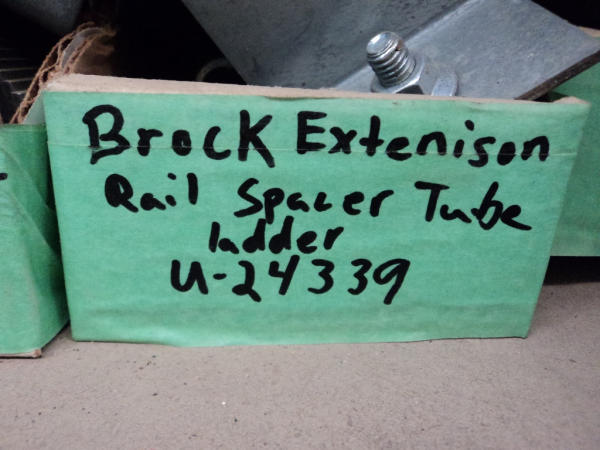 Brock Extenison
Rail Spacer Tube
ladder
U-24339